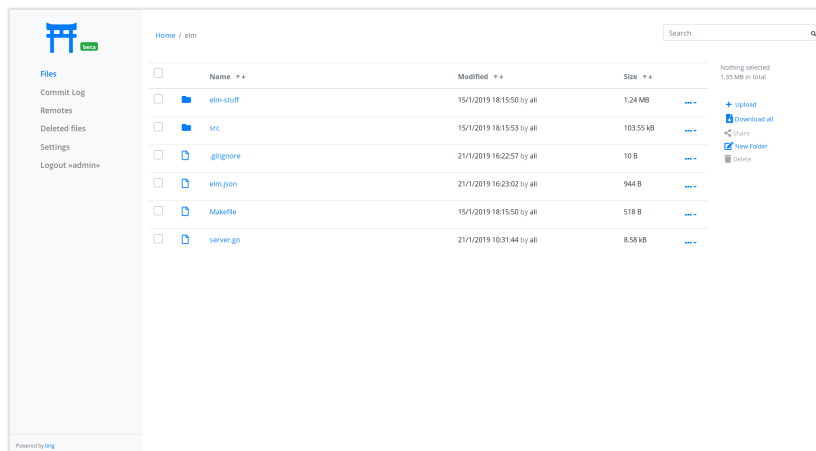 beta
Files
Commit Log
Remotes
Deleted files
Settings
Logout »admin«
Powered by brig
Home / elm
Search
Name Modified Size
elm-stuff 15/1/2019 18:15:50 by ali 1.24 MB
src 15/1/2019 18:15:53 by ali 103.55 kB
.gitignore 21/1/2019 16:22:57 by ali 10 B
elm.json 21/1/2019 16:23:02 by ali 944 B
Makefile 15/1/2019 18:15:50 by ali 518 B
server.go 21/1/2019 10:31:44 by ali 8.58 kB
Nothing selected
1.35 MB in total
Upload
Download all
Share
New Folder
Delete